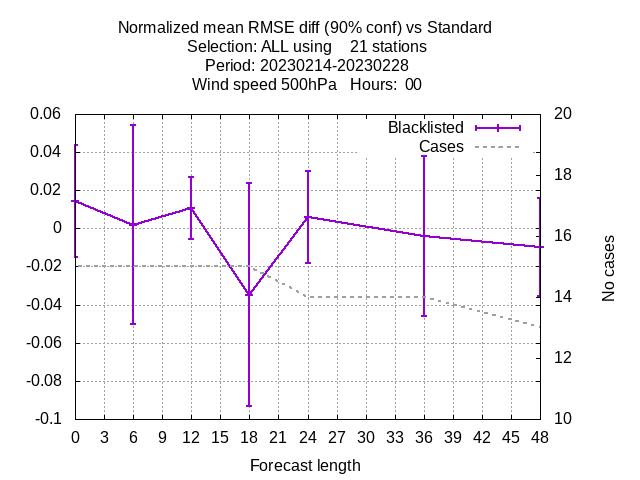 Normalized mean RMSE diff (90% conf) vs Standard
Selection: ALL using    21 stations
Period: 20230214-20230228
Wind speed 500hPa   Hours:  00
Blacklisted
Cases
0.06
0.04
0.02
0
-0.02
-0.04
-0.06
-0.08
-0.1
20
18
16
14
12
10
No cases
0 3 6 9 12 15 18 21 24 27 30 33 36 39 42 45 48
Forecast length